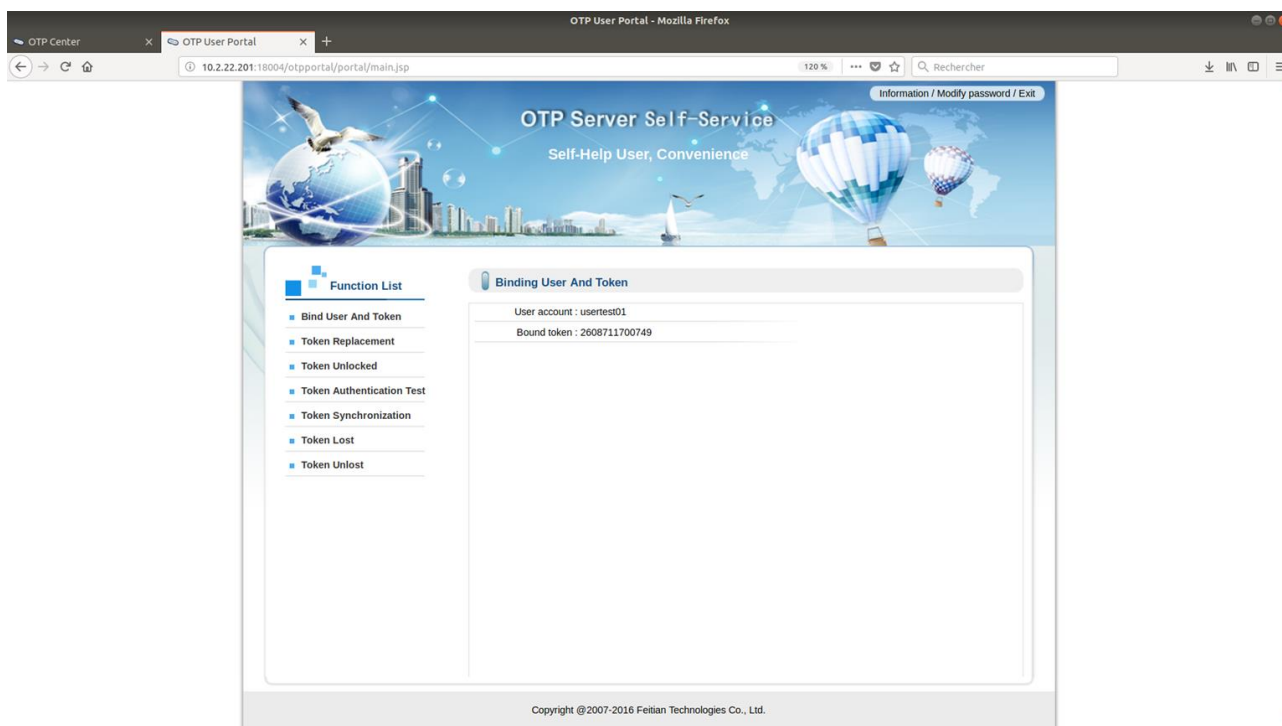 OTP User Portal - Mozilla Firefox
OTP Center
OTP User Portal
10.2.22.201:18004/otpportal/portal/main.jsp
120 %
Rechercher
Information / Modify password / Exit
OTP Server Self-Service
Self-Help User, Convenience
Function List
Bind User And Token
Token Replacement
Token Unlocked
Token Authentication Test
Token Synchronization
Token Lost
Token Unlost
Binding User And Token
User account : usertest01
Bound token : 2608711700749
Copyright @2007-2016 Feitian Technologies Co., Ltd.